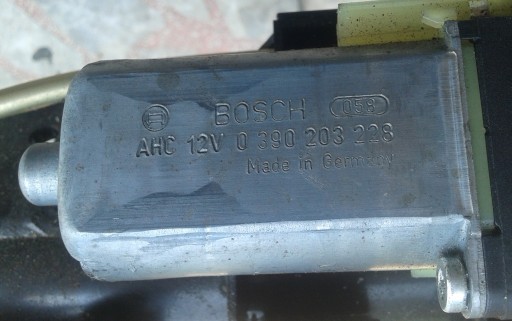 BOSCH 058
AHC 12V 0 390 203 228
Made in Germany